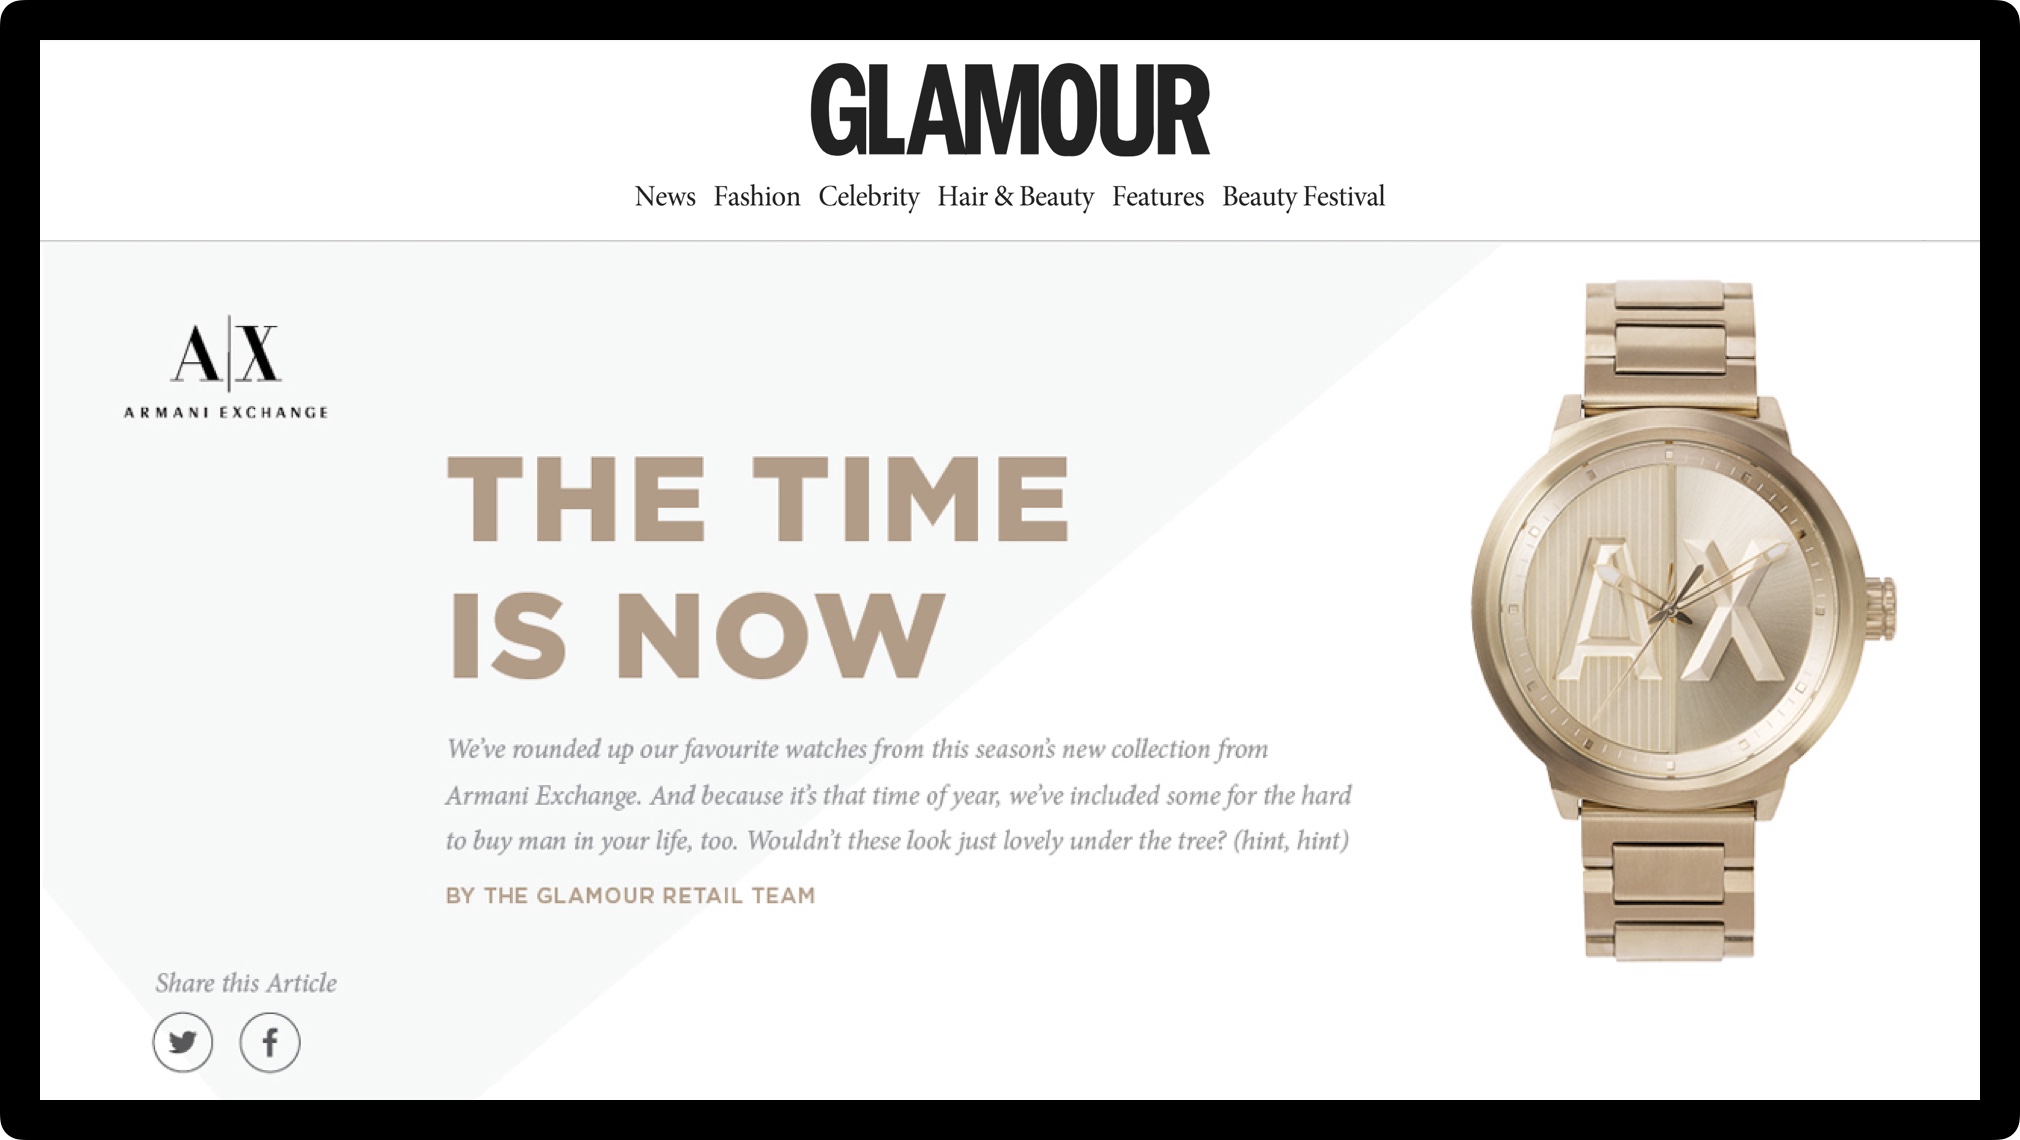 GLAMOUR
News Fashion Celebrity Hair & Beauty Features Beauty Festival
A|X
ARMANI EXCHANGE
THE TIME
IS NOW
We've rounded up our favourite watches from this season's new collection from
Armani Exchange. And because it's that time of year, we've included some for the hard
to buy man in your life, too. Wouldn't these look just lovely under the tree? (hint, hint)
BY THE GLAMOUR RETAIL TEAM
AX
Share this Article